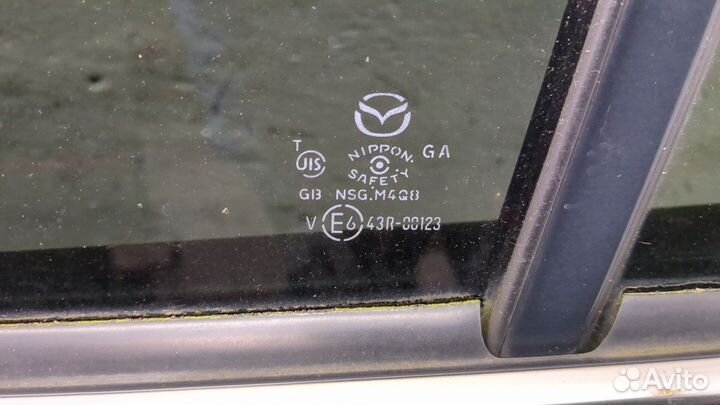 T
JIS
NIPPON
SAFETY
GA
GB NSG.M4Q8
V E6 43R-00123
Avito